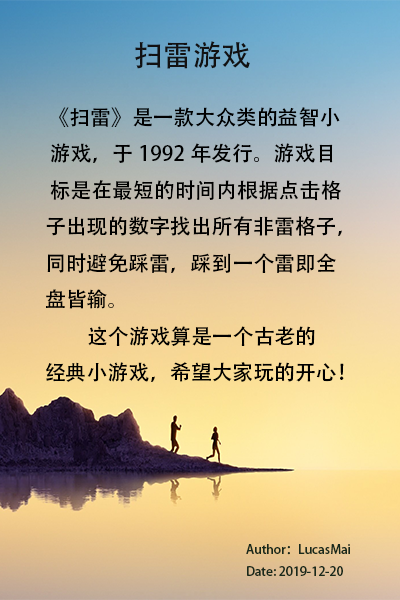 扫雷游戏
《扫雷》是一款大众类的益智小
游戏，于 1992 年发行。游戏目
标是在最短的时间内根据点击格
子出现的数字找出所有非雷格子，
同时避免踩雷，踩到一个雷即全
盘皆输。
这个游戏算是一个古老的
经典小游戏，希望大家玩的开心！
Author：LucasMai
Date: 2019-12-20